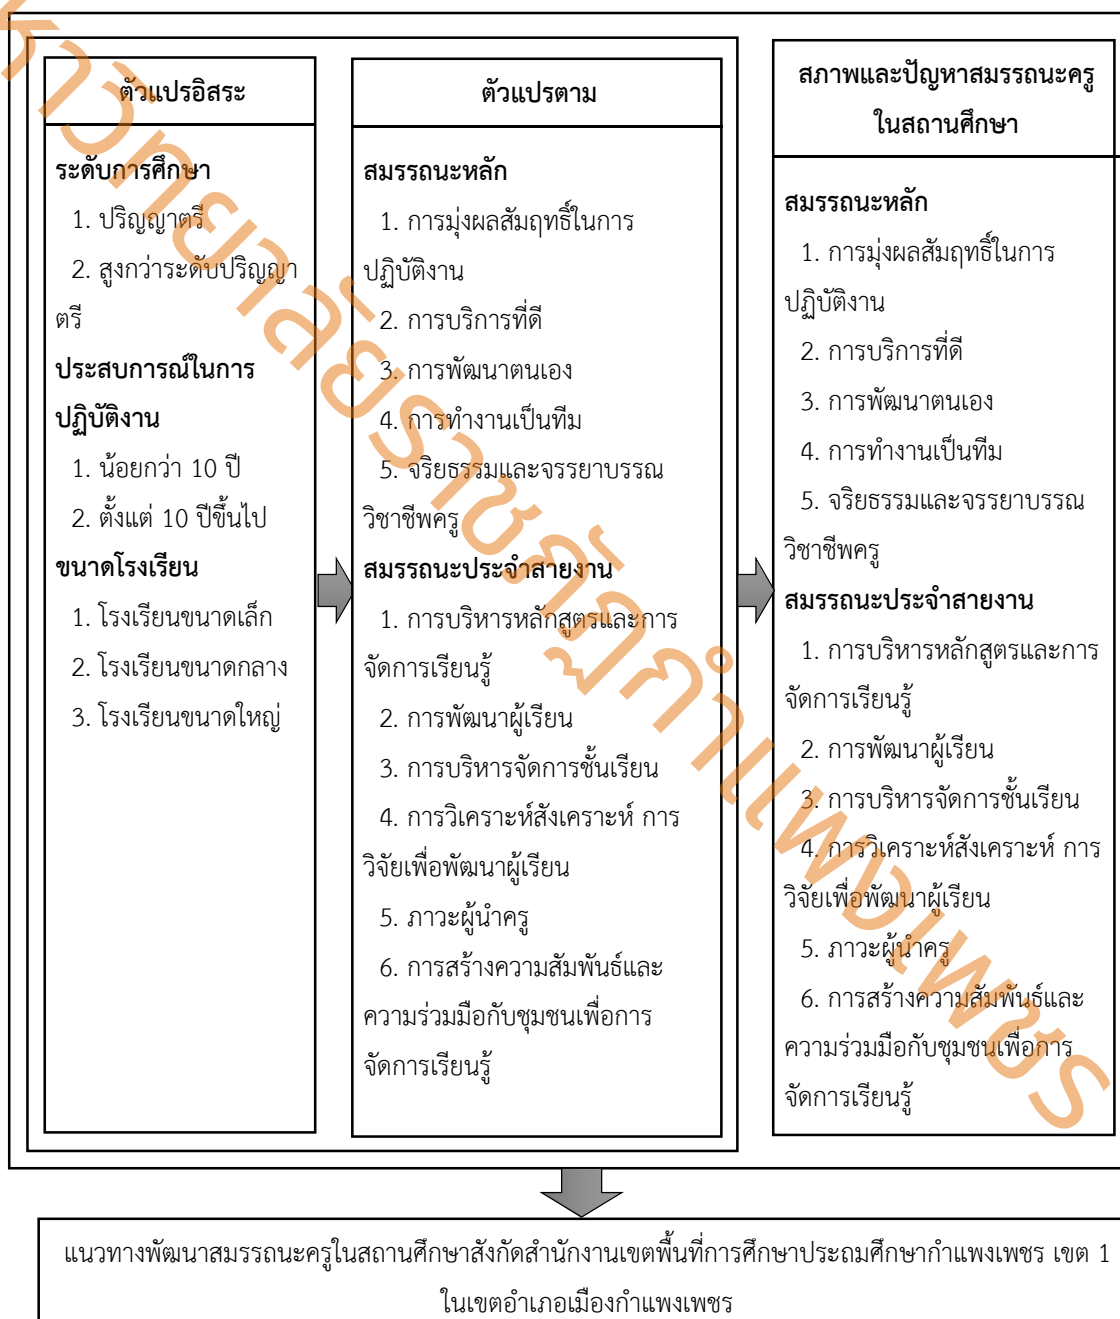 ตัวแปรอิสระ
ระดับการศึกษา
1. ปริญญาตรี
2. สูงกว่าระดับปริญญา
ตรี
ประสบการณ์ในการ
ปฏิบัติงาน
1. น้อยกว่า 10 ปี
2. ตั้งแต่ 10 ปีขึ้นไป
ขนาดโรงเรียน
1. โรงเรียนขนาดเล็ก
2. โรงเรียนขนาดกลาง
3. โรงเรียนขนาดใหญ่
ตัวแปรตาม
สมรรถนะหลัก
1. การมุ่งผลสัมฤทธิ์ในการ
ปฏิบัติงาน
2. การบริการที่ดี
3. การพัฒนาตนเอง
4. การทำงานเป็นทีม
5. จริยธรรมและจรรยาบรรณ
วิชาชีพครู
สมรรถนะประจำสายงาน
1. การบริหารหลักสูตรและการ
จัดการเรียนรู้
2. การพัฒนาผู้เรียน
3. การบริหารจัดการชั้นเรียน
4. การวิเคราะห์สังเคราะห์ การ
วิจัยเพื่อพัฒนาผู้เรียน
5. ภาวะผู้นำครู
6. การสร้างความสัมพันธ์และ
ความร่วมมือกับชุมชนเพื่อการ
จัดการเรียนรู้
สภาพและปัญหาสมรรถนะครู
ในสถานศึกษา
สมรรถนะหลัก
1. การมุ่งผลสัมฤทธิ์ในการ
ปฏิบัติงาน
2. การบริการที่ดี
3. การพัฒนาตนเอง
4. การทำงานเป็นทีม
5. จริยธรรมและจรรยาบรรณ
วิชาชีพครู
สมรรถนะประจำสายงาน
1. การบริหารหลักสูตรและการ
จัดการเรียนรู้
2. การพัฒนาผู้เรียน
3. การบริหารจัดการชั้นเรียน
4. การวิเคราะห์สังเคราะห์ การ
วิจัยเพื่อพัฒนาผู้เรียน
5. ภาวะผู้นำครู
6. การสร้างความสัมพันธ์และ
ความร่วมมือกับชุมชนเพื่อการ
จัดการเรียนรู้
แนวทางพัฒนาสมรรถนะครูในสถานศึกษาสังกัดสำนักงานเขตพื้นที่การศึกษาประถมศึกษากำแพงเพชร เขต 1
ในเขตอำเภอเมืองกำแพงเพชร
หาวิทยาลัยราชภัฏกำแพงเพชร